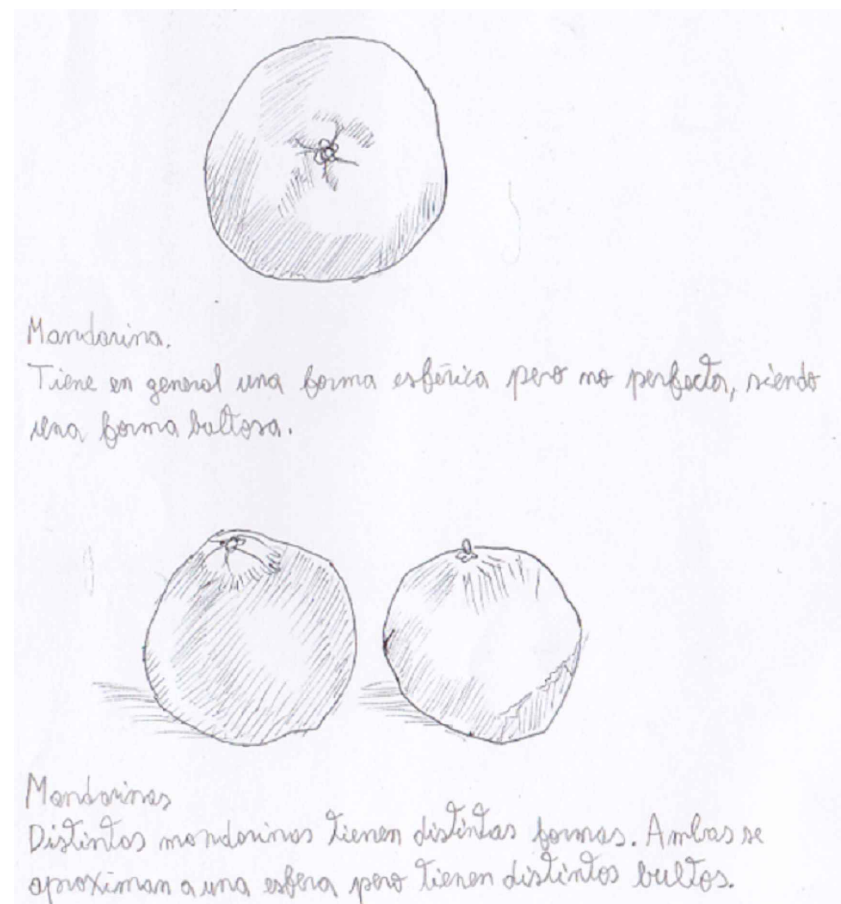 Mandarina.
Tiene en general una forma esférica pero no perfecta, siendo
una forma bultosa.
Mandarinas
Distintas mandarinas tienen distintas formas. Ambas se
aproximan a una esfera pero tienen distintos bultos.